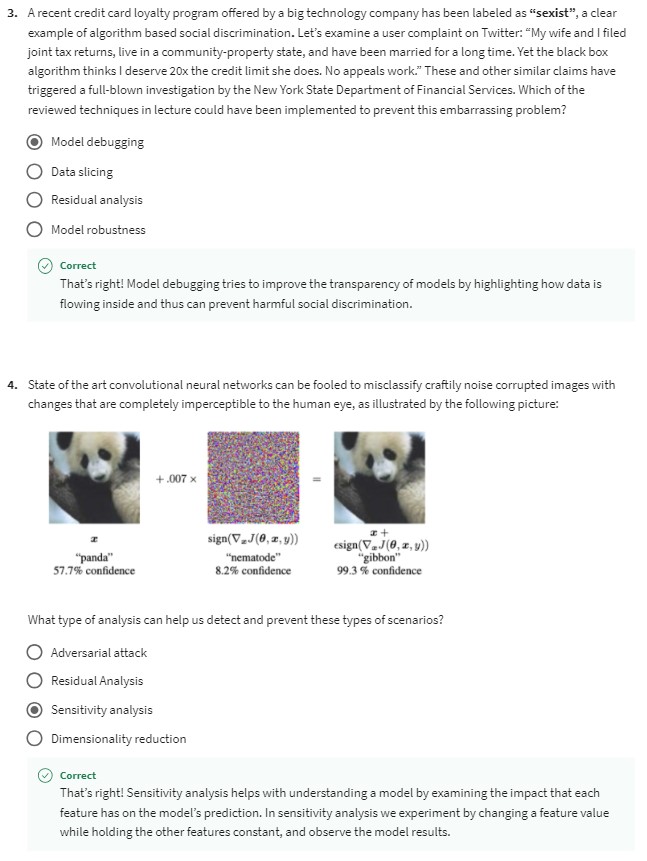 3. A recent credit card loyalty program offered by a big technology company has been labeled as “sexist”, a clear
example of algorithm based social discrimination. Let’s examine a user complaint on Twitter: “My wife and I filed
joint tax returns, live in a community-property state, and have been married for a long time. Yet the black box
algorithm thinks I deserve 20x the credit limit she does. No appeals work.” These and other similar claims have
triggered a full-blown investigation by the New York State Department of Financial Services. Which of the
reviewed techniques in lecture could have been implemented to prevent this embarrassing problem?
Model debugging
Data slicing
Residual analysis
Model robustness
Correct
That’s right! Model debugging tries to improve the transparency of models by highlighting how data is
flowing inside and thus can prevent harmful social discrimination.
4. State of the art convolutional neural networks can be fooled to misclassify craftily noise corrupted images with
changes that are completely imperceptible to the human eye, as illustrated by the following picture:
+ .007 ×
=
x
“panda”
57.7% confidence
sign(∇ₓJ(θ, x, y))
“nematode”
8.2% confidence
x +
ϵsign(∇ₓJ(θ, x, y))
“gibbon”
99.3 % confidence
What type of analysis can help us detect and prevent these types of scenarios?
Adversarial attack
Residual Analysis
Sensitivity analysis
Dimensionality reduction
Correct
That’s right! Sensitivity analysis helps with understanding a model by examining the impact that each
feature has on the model’s prediction. In sensitivity analysis we experiment by changing a feature value
while holding the other features constant, and observe the model results.